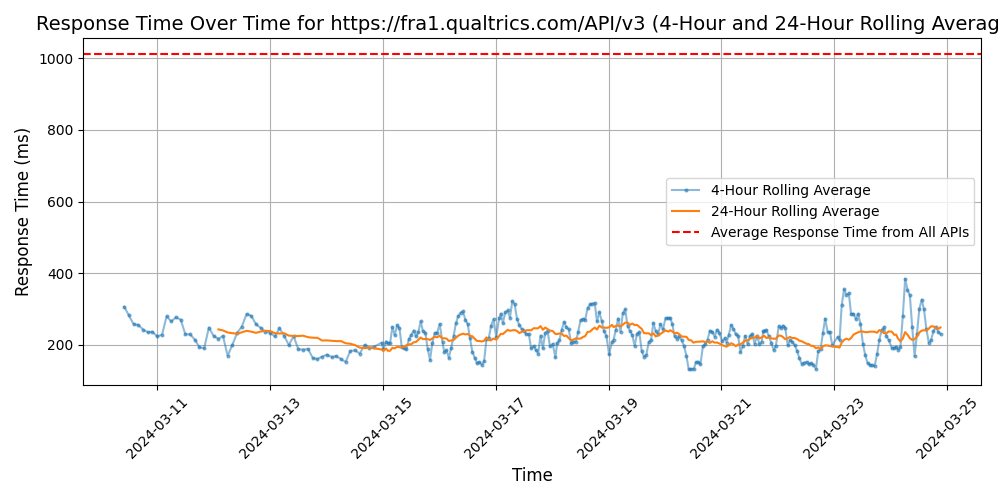 Response Time Over Time for https://fra1.qualtrics.com/API/v3 (4-Hour and 24-Hour Rolling Averag
Response Time (ms)
1000
800
600
400
200
4-Hour Rolling Average
24-Hour Rolling Average
Average Response Time from All APIs
2024-03-11
2024-03-13
2024-03-15
2024-03-17
2024-03-19
2024-03-21
2024-03-23
2024-03-25
Time